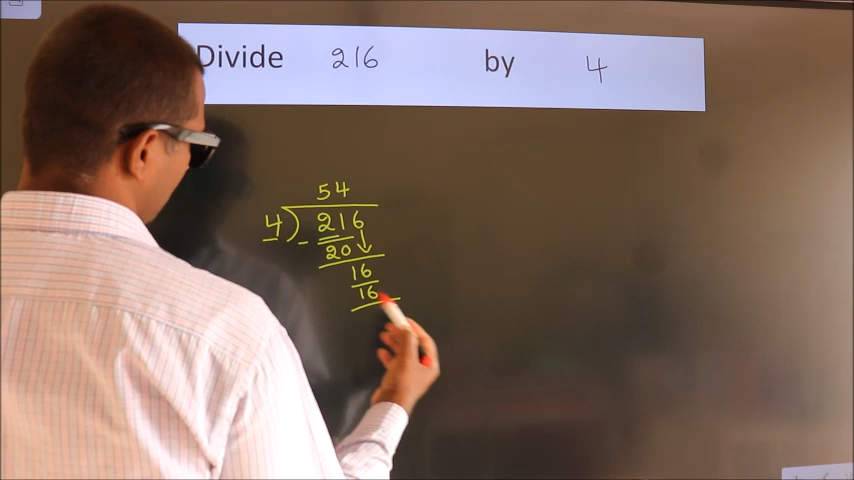 Divide 216 by 4
54
4) 216
- 20 ↓
16
16